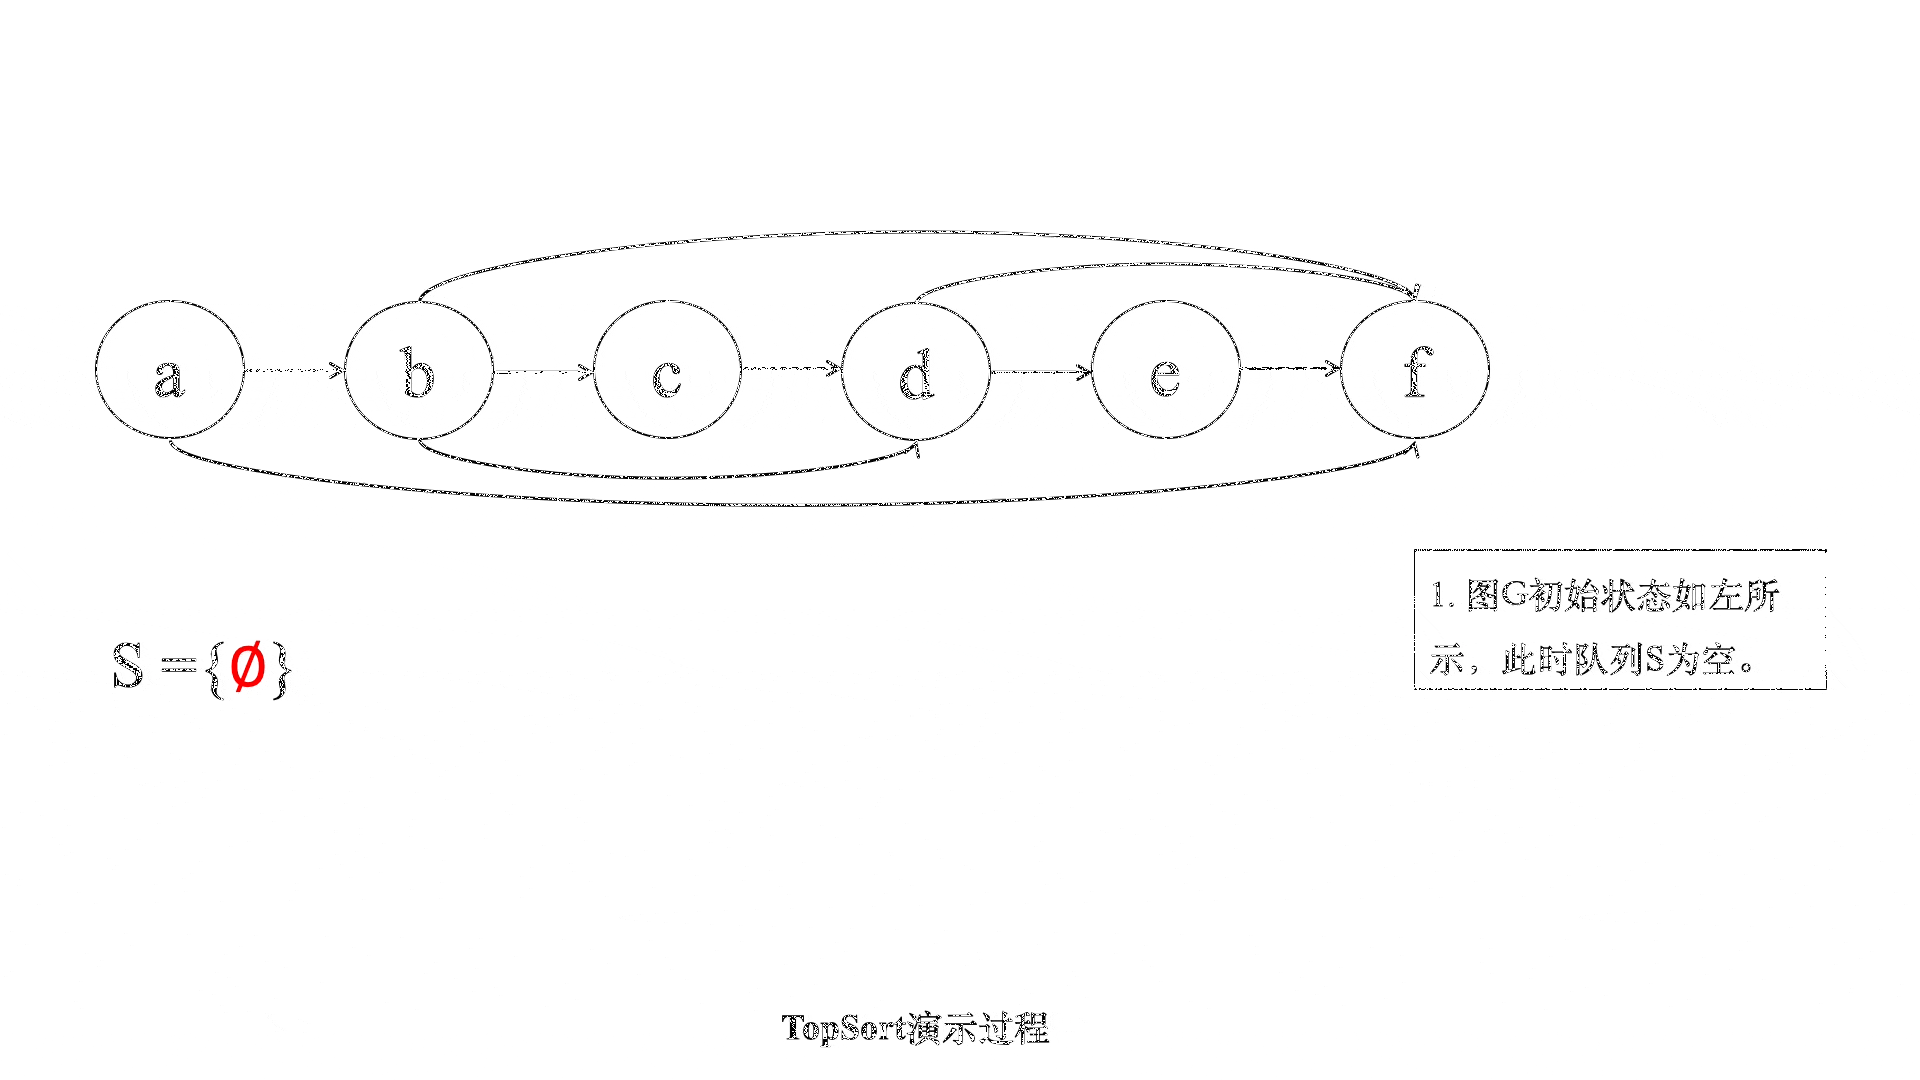 a b c d e f
1. 图G初始状态如左所
示，此时队列S为空。
S={∅}
TopSort演示过程